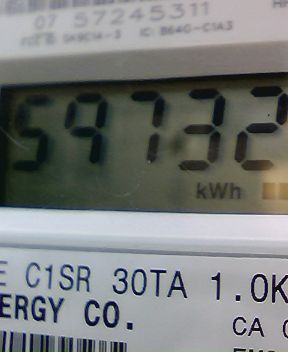 07 57245311
59732
kWh
E C1SR 30TA 1.0K
ERGY CO.
CA